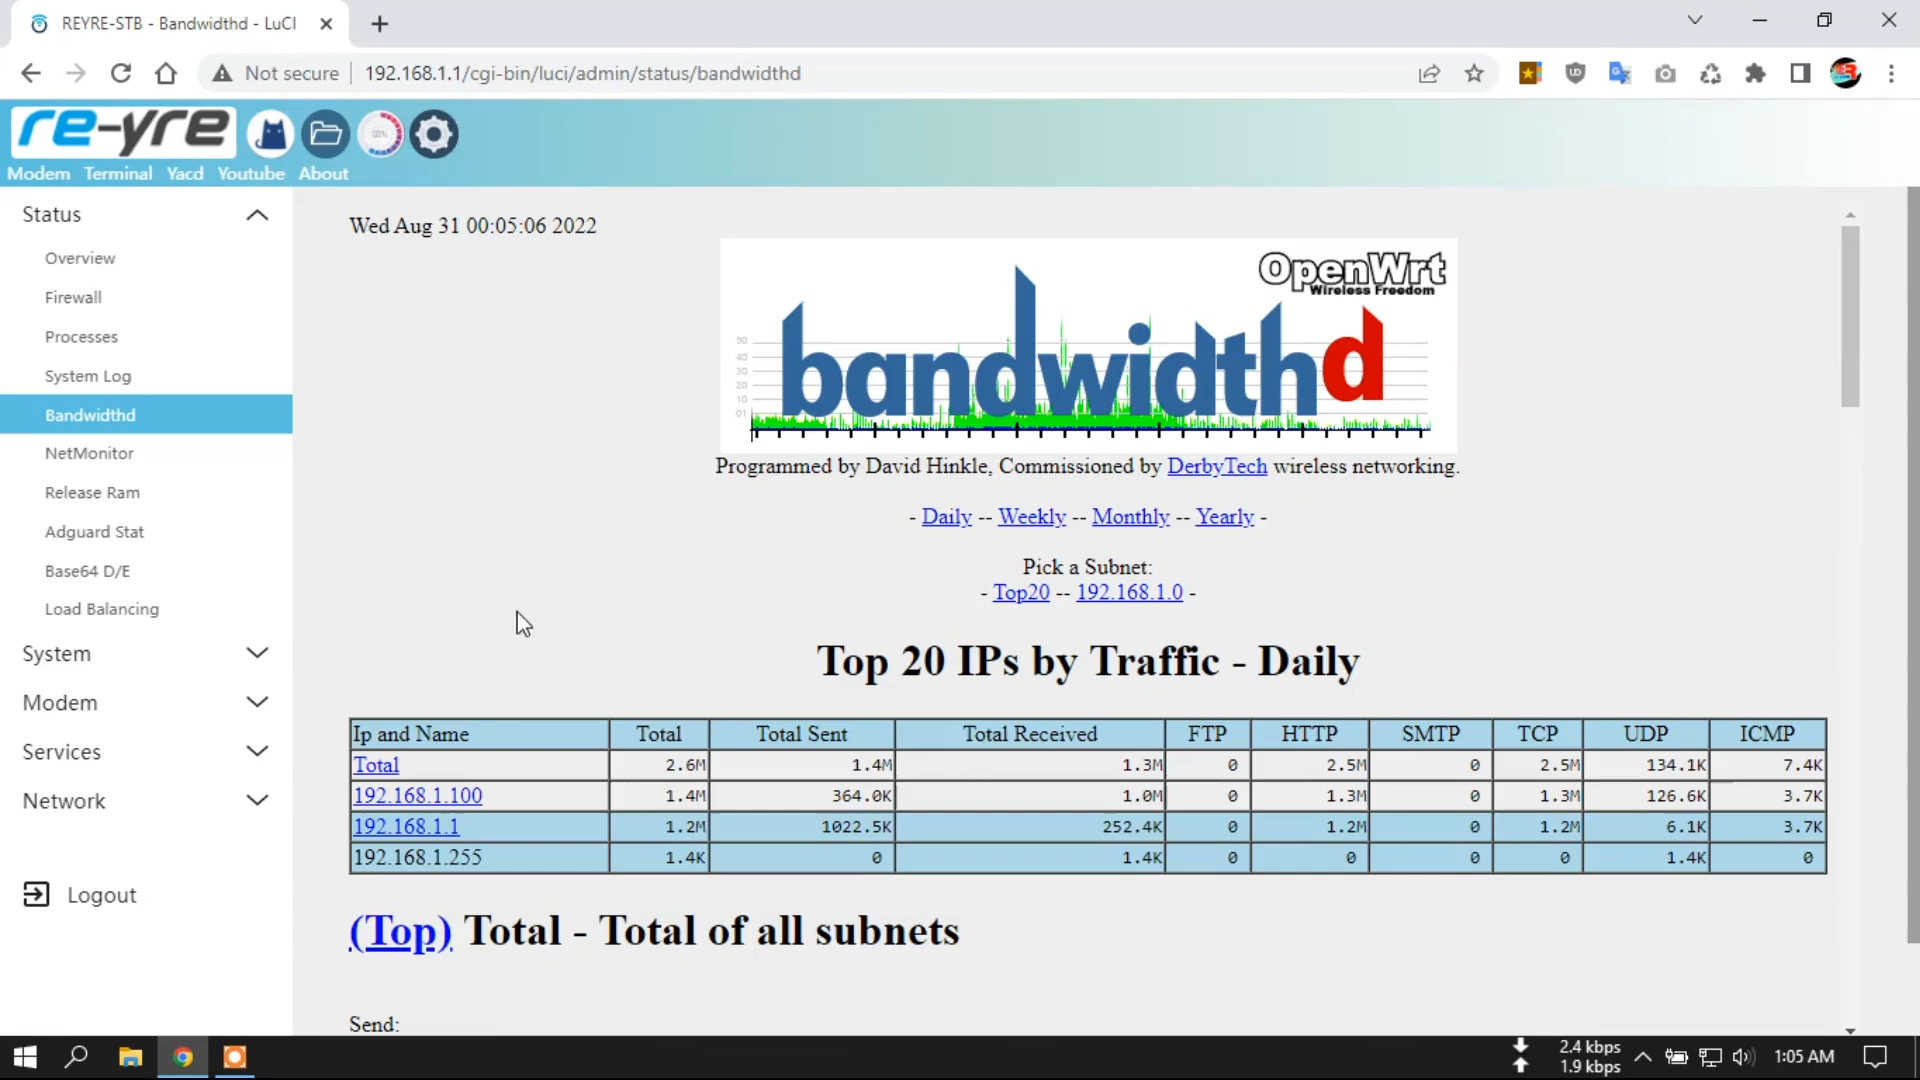 REYRE-STB - Bandwidthd - LuCI
Not secure
192.168.1.1/cgi-bin/luci/admin/status/bandwidthd
re-yre
100%
Modem Terminal Yacd Youtube About
Status
Overview
Firewall
Processes
System Log
Bandwidthd
NetMonitor
Release Ram
Adguard Stat
Base64 D/E
Load Balancing
System
Modem
Services
Network
Logout
Wed Aug 31 00:05:06 2022
OpenWrt
Wireless Freedom
bandwidthd
50
40
30
20
10
01
Programmed by David Hinkle, Commissioned by DerbyTech wireless networking.
- Daily -- Weekly -- Monthly -- Yearly -
Pick a Subnet:
- Top20 -- 192.168.1.0 -
Top 20 IPs by Traffic - Daily
Ip and Name Total Total Sent Total Received FTP HTTP SMTP TCP UDP ICMP
Total 2.6M 1.4M 1.3M 0 2.5M 0 2.5M 134.1K 7.4K
192.168.1.100 1.4M 364.0K 1.0M 0 1.3M 0 1.3M 126.6K 3.7K
192.168.1.1 1.2M 1022.5K 252.4K 0 1.2M 0 1.2M 6.1K 3.7K
192.168.1.255 1.4K 0 1.4K 0 0 0 0 1.4K 0
(Top) Total - Total of all subnets
Send:
2.4 kbps
1.9 kbps
1:05 AM